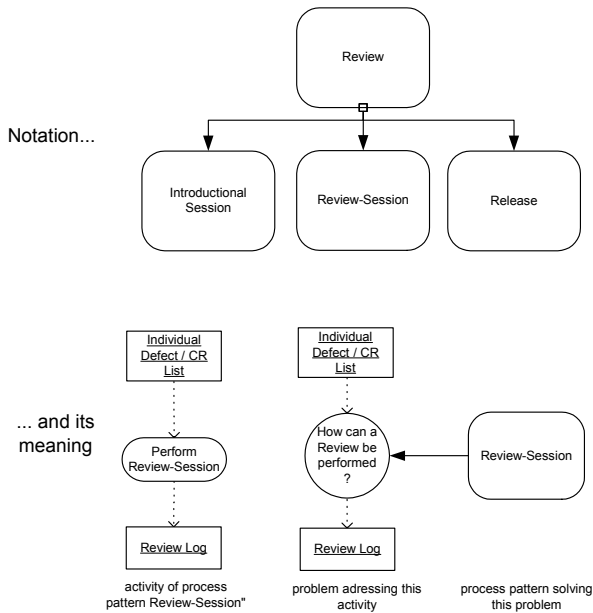 Review
Notation...
Introductional
Session
Review-Session
Release
Individual
Defect / CR
List
Individual
Defect / CR
List
... and its
meaning
Perform
Review-Session
How can a
Review be
performed
?
Review-Session
Review Log
Review Log
activity of process
pattern Review-Session"
problem adressing this
activity
process pattern solving
this problem